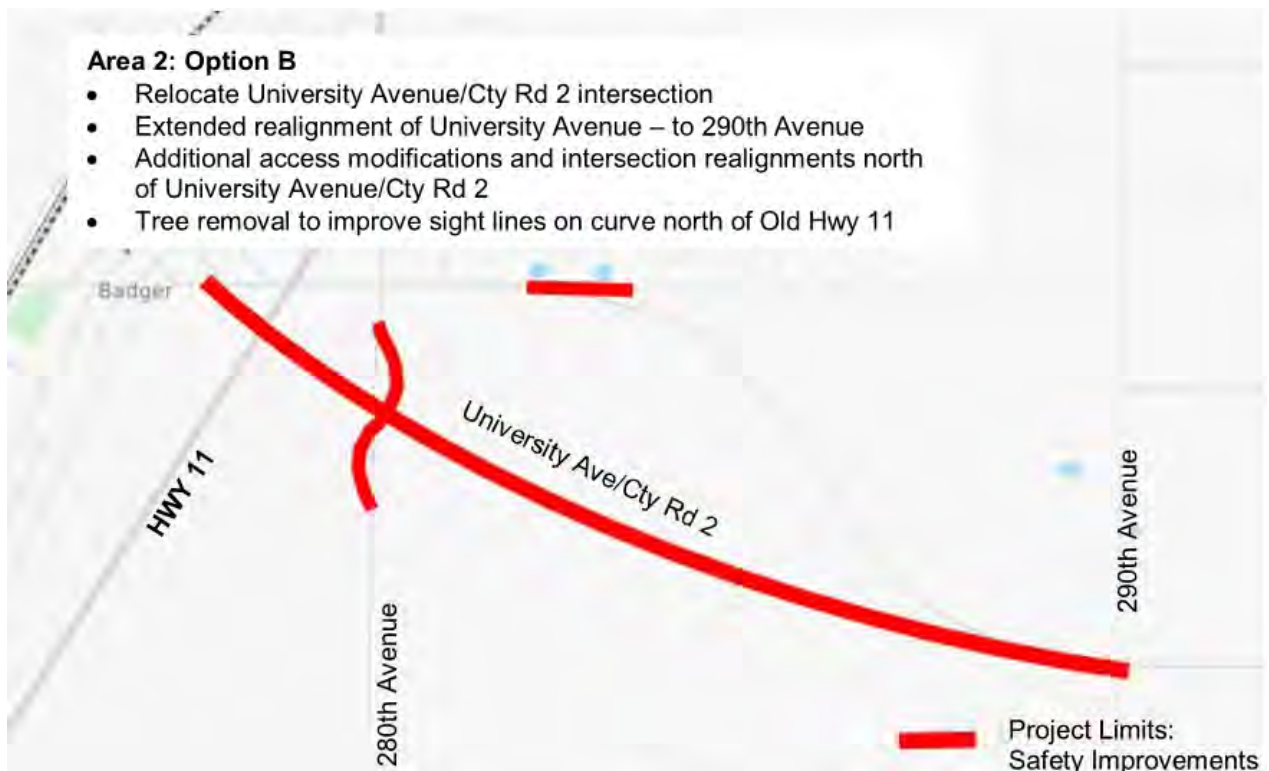 Area 2: Option B
• Relocate University Avenue/Cty Rd 2 intersection
• Extended realignment of University Avenue – to 290th Avenue
• Additional access modifications and intersection realignments north
of University Avenue/Cty Rd 2
• Tree removal to improve sight lines on curve north of Old Hwy 11
Badger
HWY 11
University Ave/Cty Rd 2
280th Avenue
290th Avenue
Project Limits:
Safety Improvements